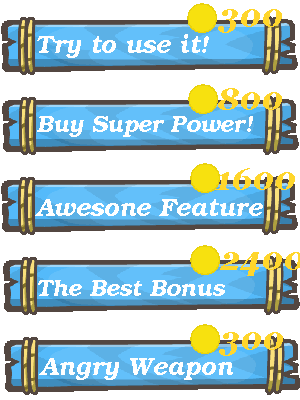 300
Try to use it!
800
Buy Super Power!
1600
Awesone Feature
2400
The Best Bonus
300
Angry Weapon